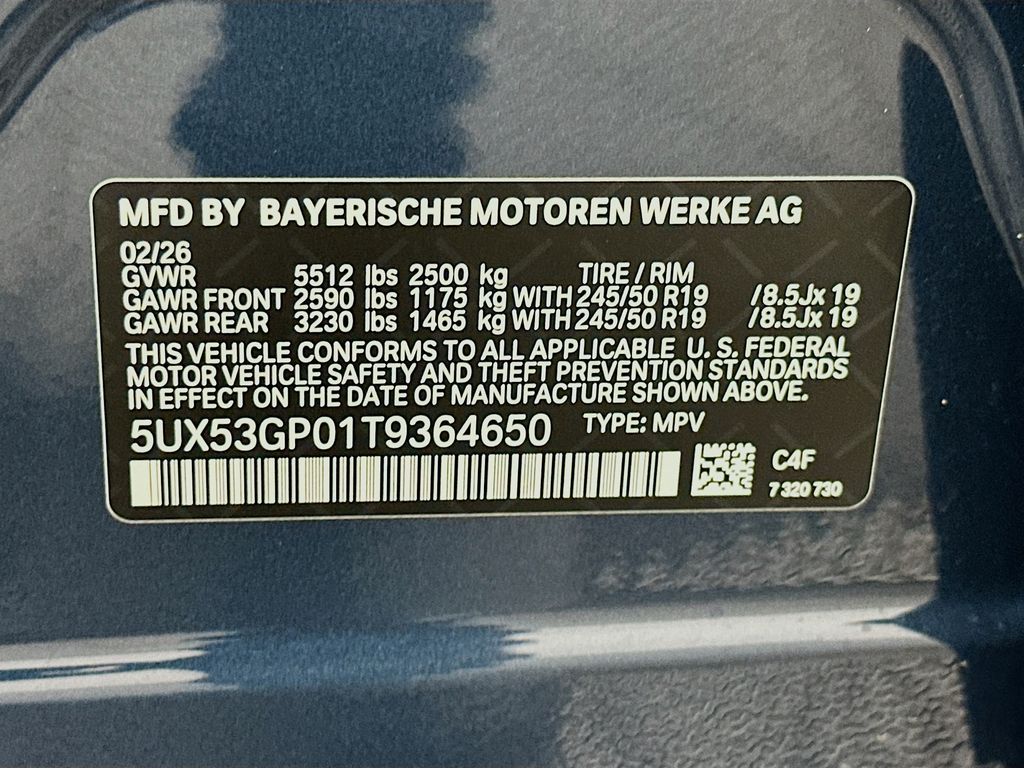 MFD BY BAYERISCHE MOTOREN WERKE AG
02/26
GVWR 5512 lbs 2500 kg TIRE / RIM
GAWR FRONT 2590 lbs 1175 kg WITH 245/50 R19 /8.5Jx 19
GAWR REAR 3230 lbs 1465 kg WITH 245/50 R19 /8.5Jx 19
THIS VEHICLE CONFORMS TO ALL APPLICABLE U. S. FEDERAL
MOTOR VEHICLE SAFETY AND THEFT PREVENTION STANDARDS
IN EFFECT ON THE DATE OF MANUFACTURE SHOWN ABOVE.
5UX53GP01T9364650 TYPE: MPV
C4F
7 320 730